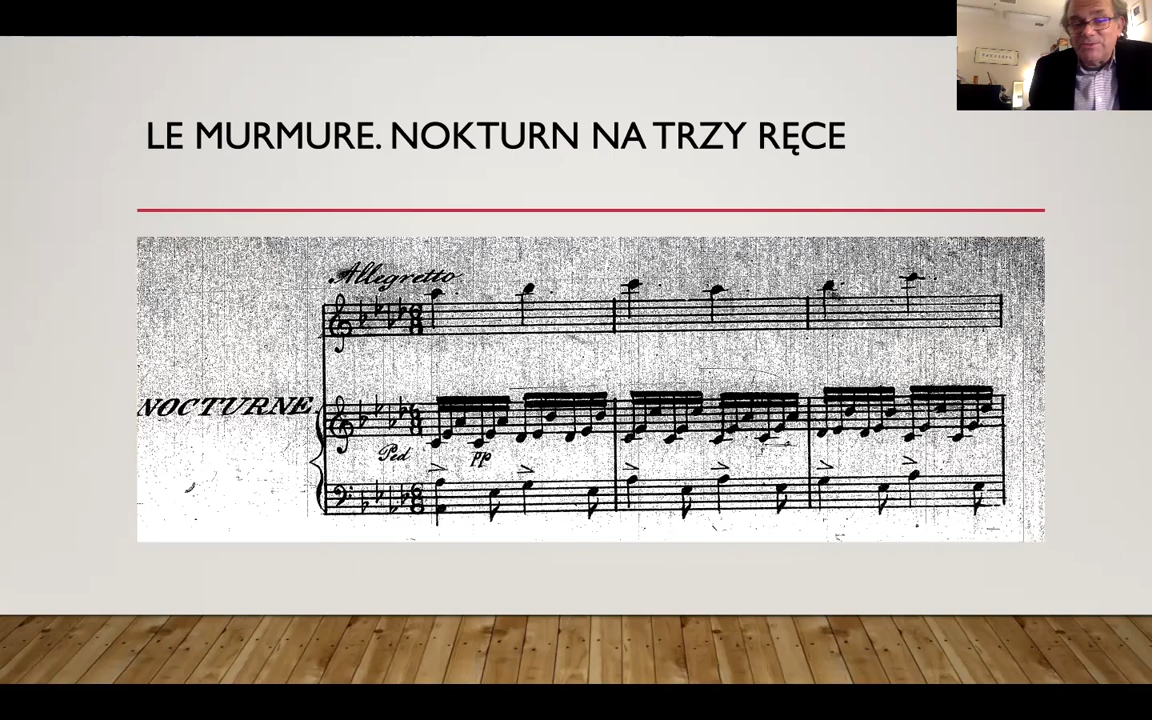 LE MURMURE. NOKTURN NA TRZY RĘCE
Allegretto
NOCTURNE
Ped
pp